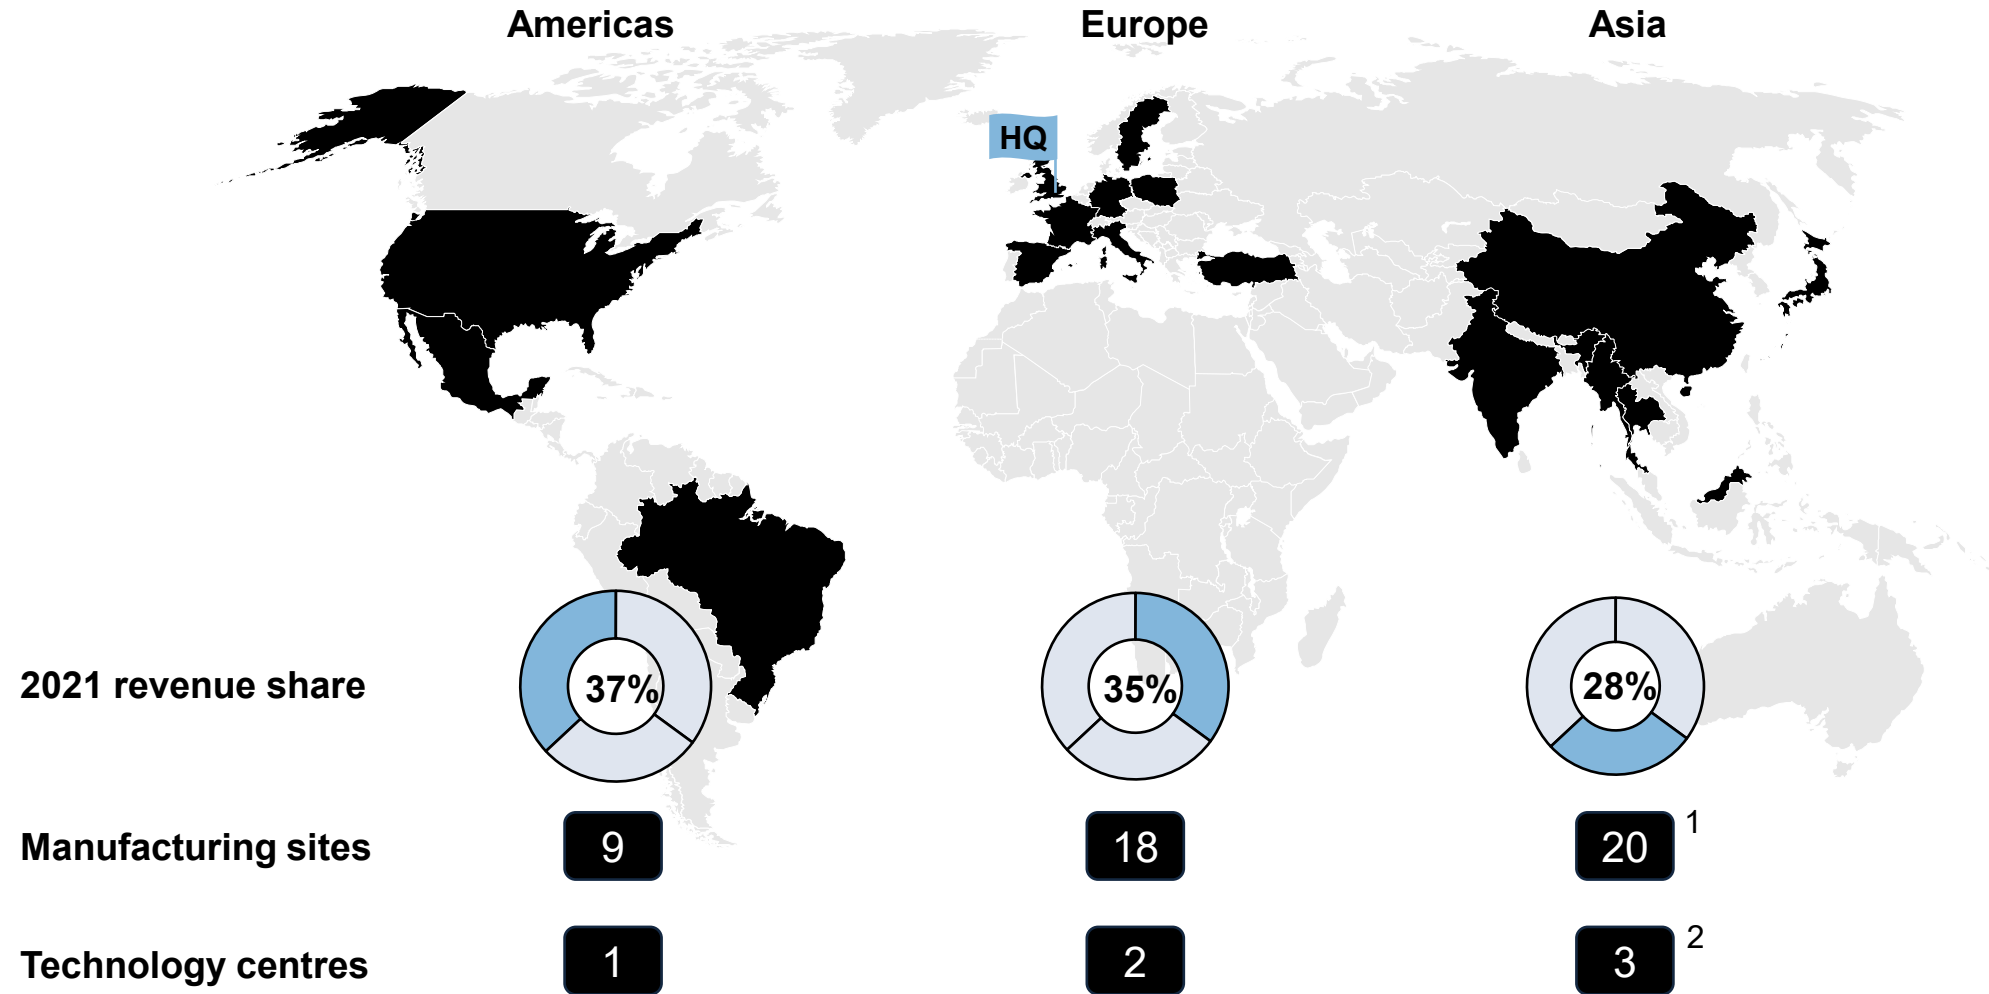 Americas
Europe
Asia
HQ
2021 revenue share
37%
35%
28%
Manufacturing sites
9
18
20 1
Technology centres
1
2
3 2